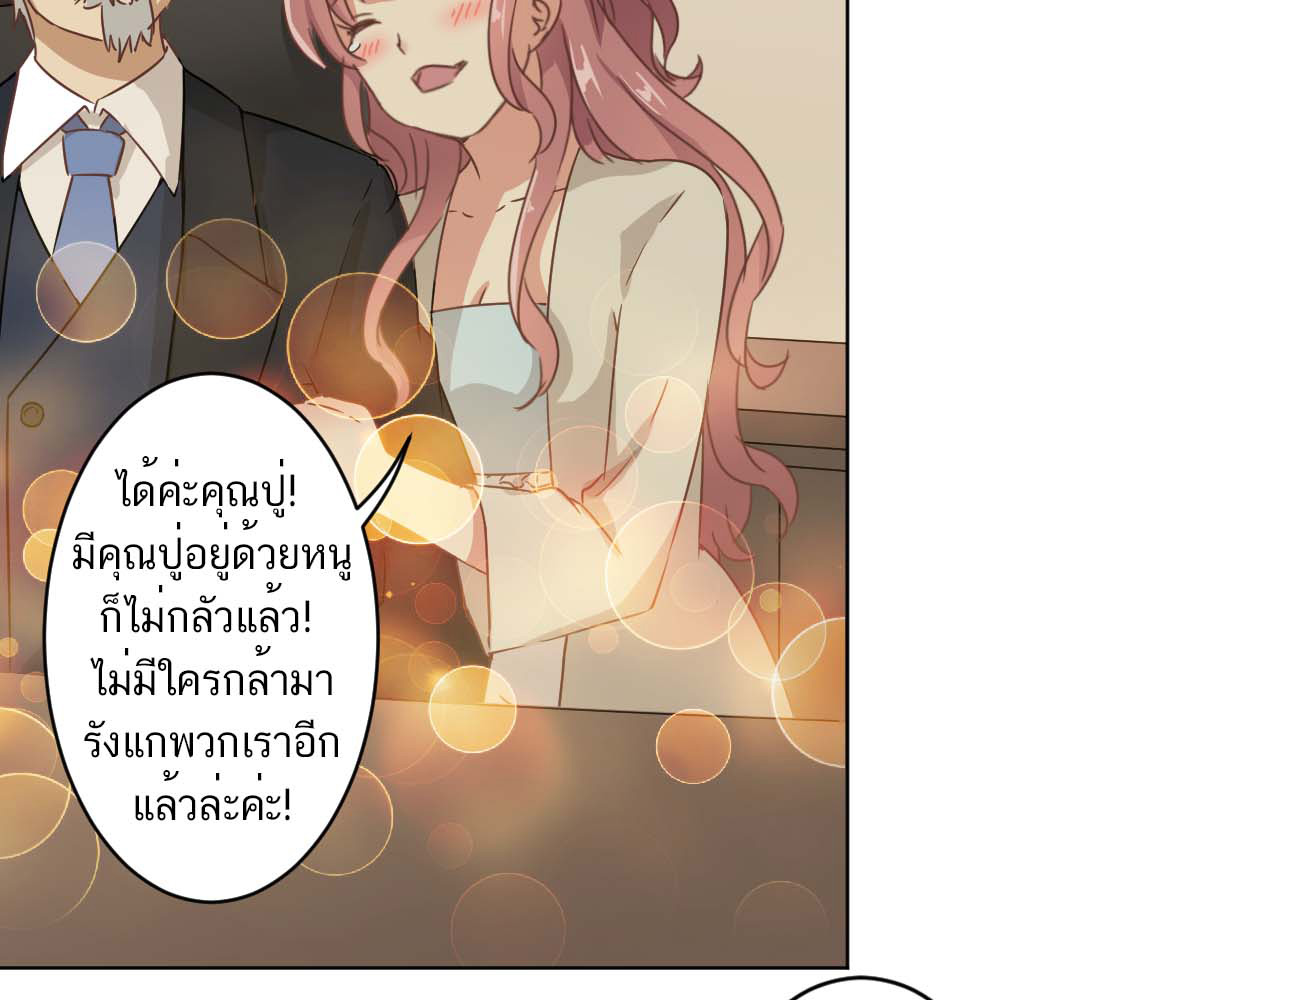 ได้ค่ะคุณปู่!
มีคุณปู่อยู่ด้วยหนู
ก็ไม่กลัวแล้ว!
ไม่มีใครกล้ามา
รังแกพวกเราอีก
แล้วล่ะค่ะ!